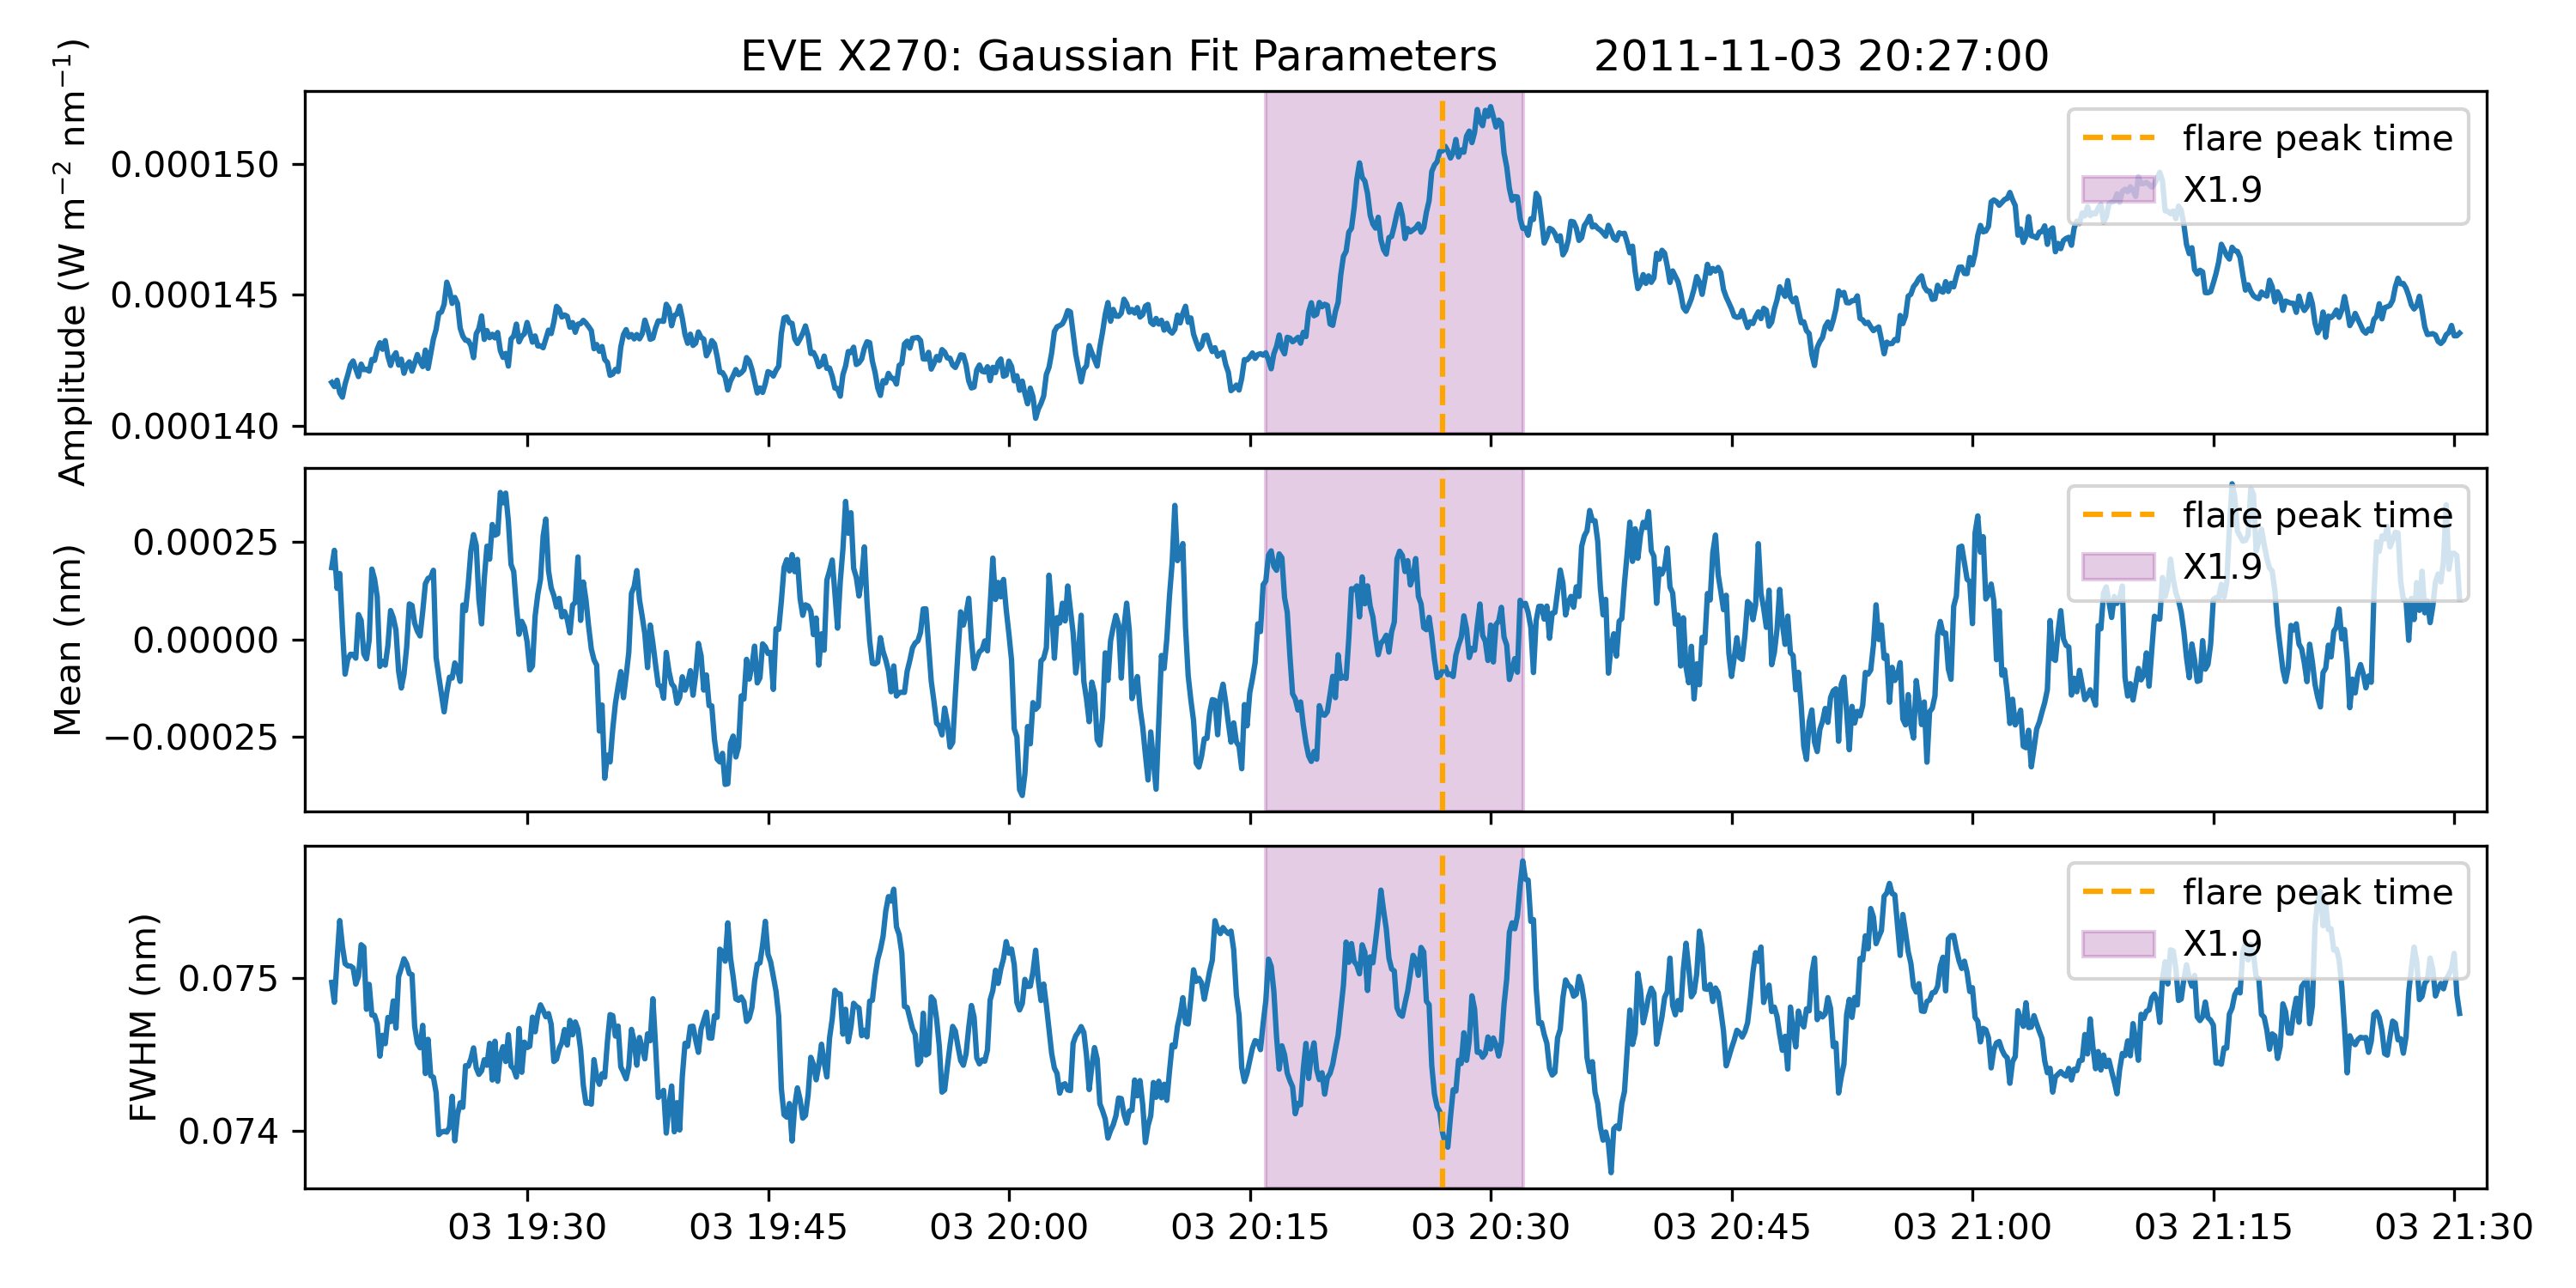 EVE X270: Gaussian Fit Parameters 2011-11-03 20:27:00
Amplitude (W m⁻² nm⁻¹)
0.000150
0.000145
0.000140
flare peak time
X1.9
Mean (nm)
0.00025
0.00000
−0.00025
flare peak time
X1.9
FWHM (nm)
0.075
0.074
flare peak time
X1.9
03 19:30 03 19:45 03 20:00 03 20:15 03 20:30 03 20:45 03 21:00 03 21:15 03 21:30